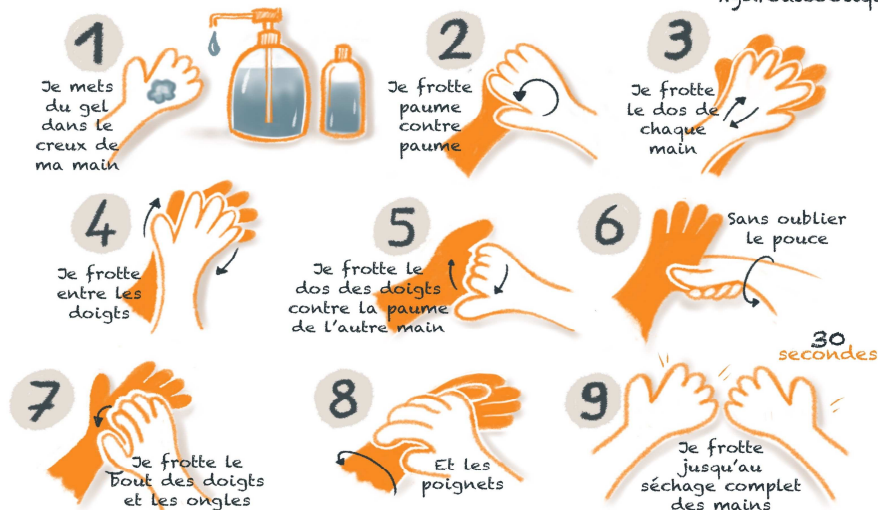 1
Je mets
du gel
dans le
creux de
ma main
2
Je frotte
paume
contre
paume
3
Je frotte
le dos de
chaque
main
4
Je frotte
entre les
doigts
5
Je frotte le
dos des doigts
contre la paume
de l'autre main
6
Sans oublier
le pouce
7
Je frotte le
bout des doigts
et les ongles
8
Et les
poignets
30
secondes
9
Je frotte
jusqu'au
séchage complet
des mains